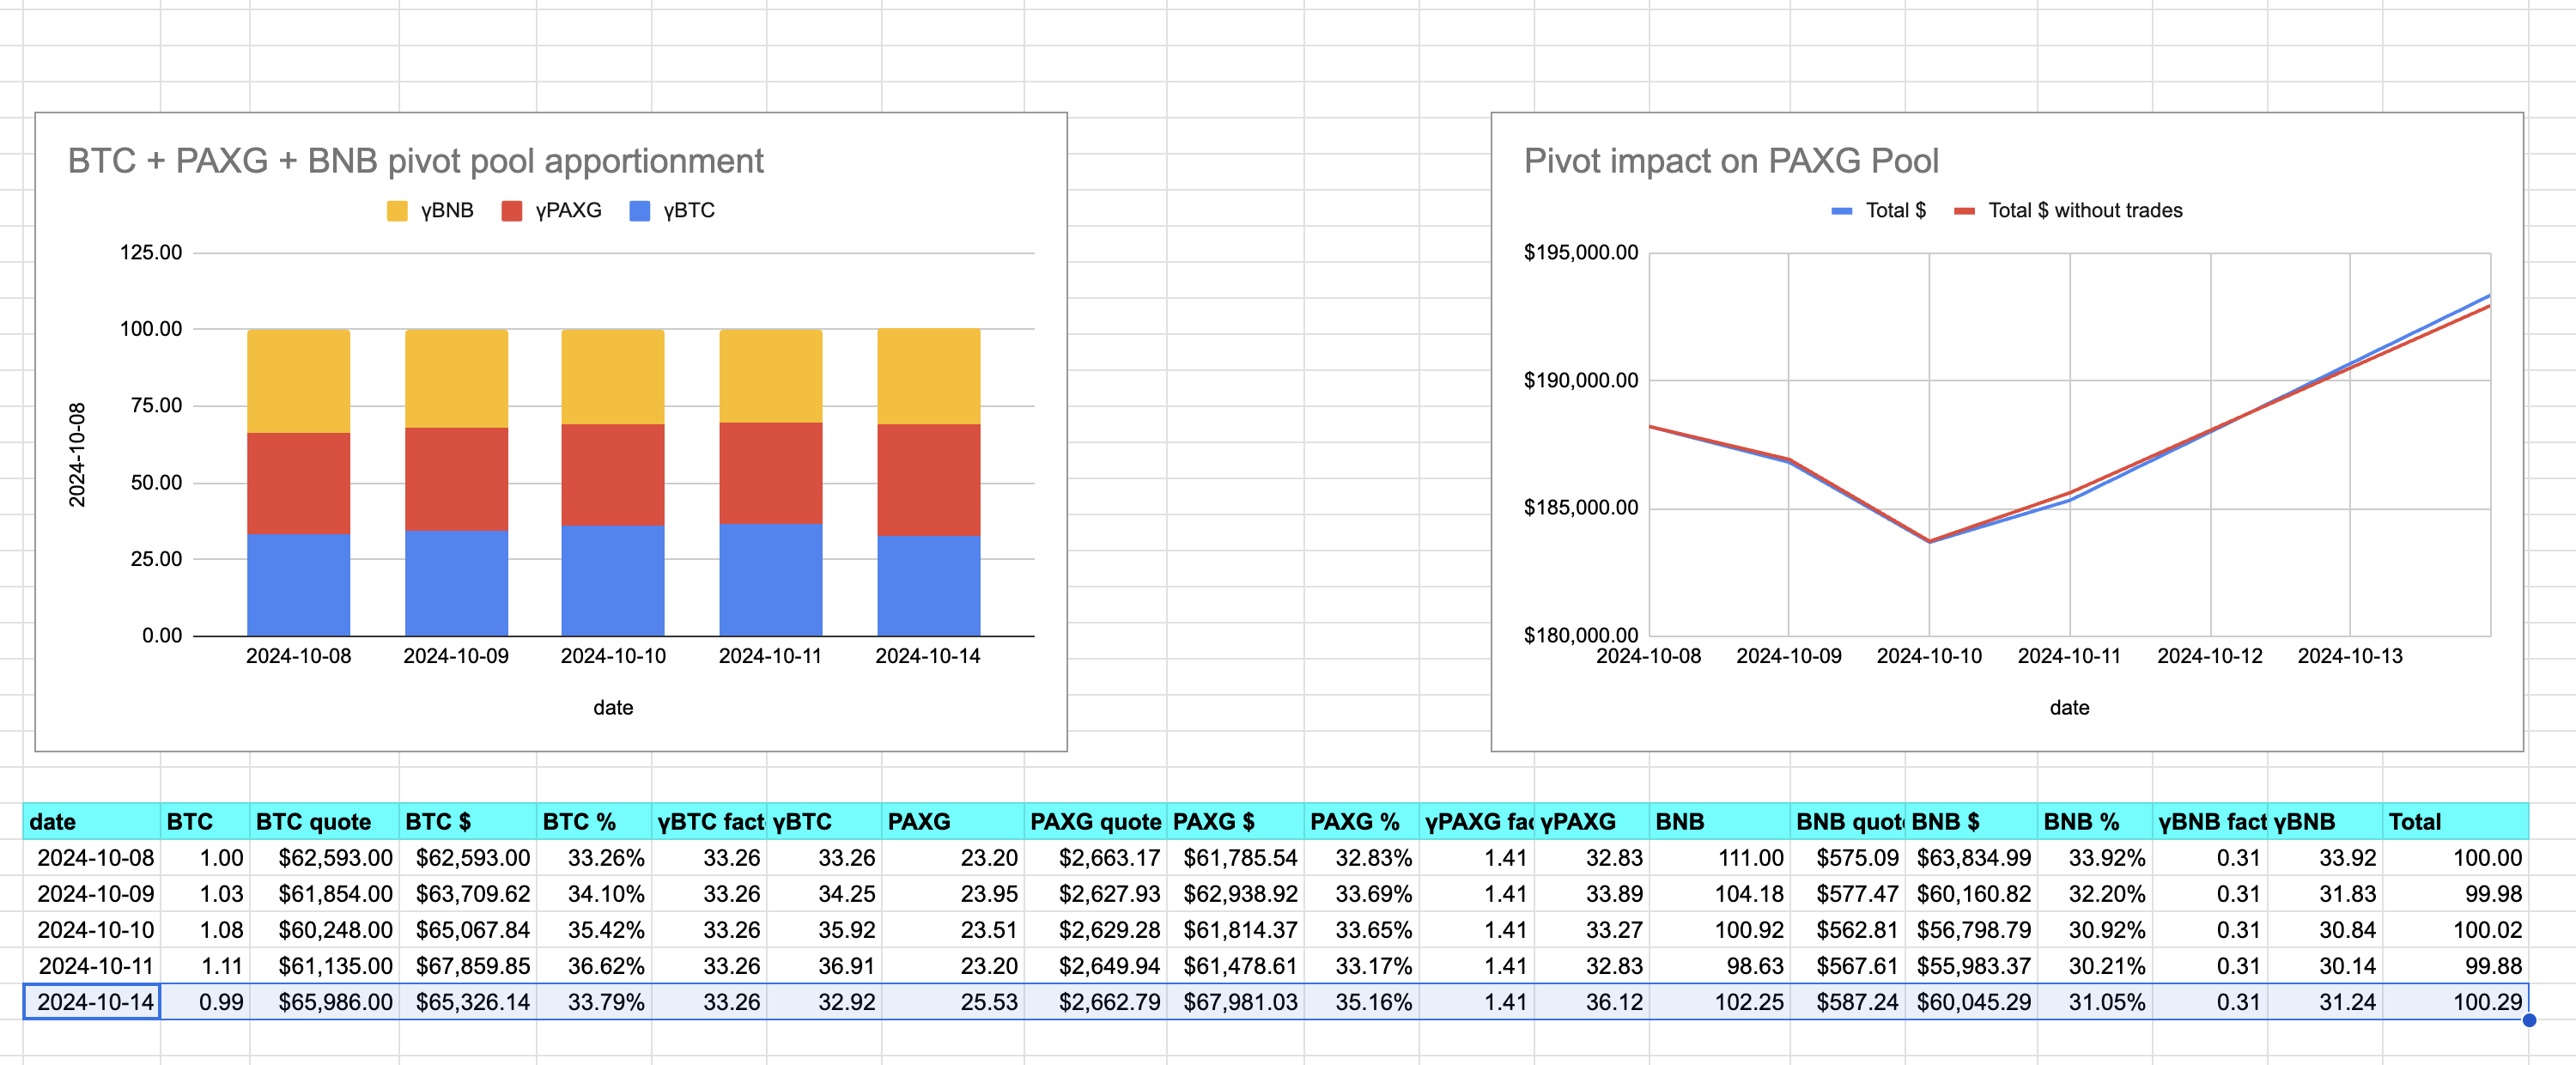 BTC + PAXG + BNB pivot pool apportionment
γBNB γPAXG γBTC
125.00
100.00
75.00
50.00
25.00
0.00
2024-10-08
2024-10-08 2024-10-09 2024-10-10 2024-10-11 2024-10-14
date
Pivot impact on PAXG Pool
Total $ Total $ without trades
$195,000.00
$190,000.00
$185,000.00
$180,000.00
2024-10-08 2024-10-09 2024-10-10 2024-10-11 2024-10-12 2024-10-13
date
date BTC BTC quote BTC $ BTC % γBTC fact γBTC PAXG PAXG quote PAXG $ PAXG % γPAXG fac γPAXG BNB BNB quot BNB $ BNB % γBNB fact γBNB Total
2024-10-08 1.00 $62,593.00 $62,593.00 33.26% 33.26 33.26 23.20 $2,663.17 $61,785.54 32.83% 1.41 32.83 111.00 $575.09 $63,834.99 33.92% 0.31 33.92 100.00
2024-10-09 1.03 $61,854.00 $63,709.62 34.10% 33.26 34.25 23.95 $2,627.93 $62,938.92 33.69% 1.41 33.89 104.18 $577.47 $60,160.82 32.20% 0.31 31.83 99.98
2024-10-10 1.08 $60,248.00 $65,067.84 35.42% 33.26 35.92 23.51 $2,629.28 $61,814.37 33.65% 1.41 33.27 100.92 $562.81 $56,798.79 30.92% 0.31 30.84 100.02
2024-10-11 1.11 $61,135.00 $67,859.85 36.62% 33.26 36.91 23.20 $2,649.94 $61,478.61 33.17% 1.41 32.83 98.63 $567.61 $55,983.37 30.21% 0.31 30.14 99.88
2024-10-14 0.99 $65,986.00 $65,326.14 33.79% 33.26 32.92 25.53 $2,662.79 $67,981.03 35.16% 1.41 36.12 102.25 $587.24 $60,045.29 31.05% 0.31 31.24 100.29